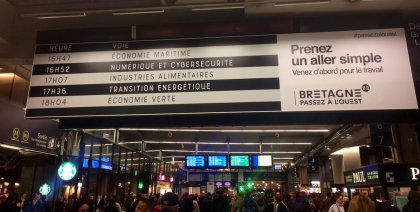 HEURE VOIE
16H47 ÉCONOMIE MARITIME
16H52 NUMÉRIQUE ET CYBERSÉCURITÉ
17H07 INDUSTRIES ALIMENTAIRES
17H36 TRANSITION ÉNERGÉTIQUE
18H04 ÉCONOMIE VERTE
#passezalouest
Prenez
un aller simple
Venez d'abord pour le travail
BRETAGNE
PASSEZ À L'OUEST
PAUL